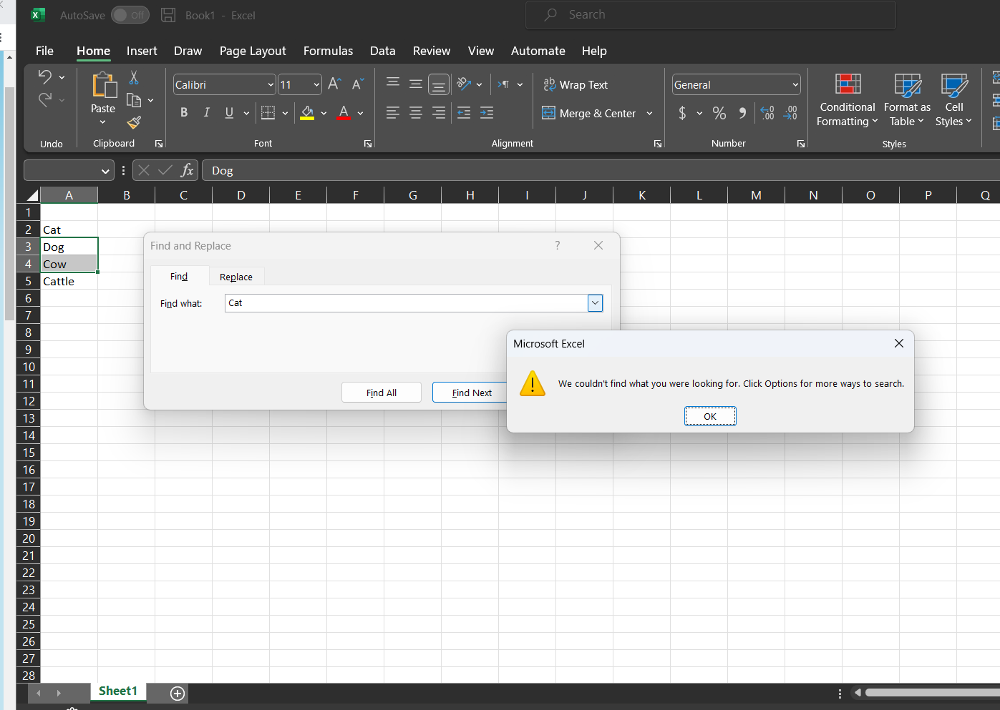 AutoSave Off Book1 - Excel Search
File Home Insert Draw Page Layout Formulas Data Review View Automate Help
Calibri 11 A A ab Wrap Text General
Paste B I U A Merge & Center $ % 9 .00 .00 Conditional Formatting Format as Table Cell Styles
Undo Clipboard Font Alignment Number Styles
fx Dog
A B C D E F G H I J K L M N O P Q
1
2 Cat
3 Dog
4 Cow
5 Cattle
6
7
8
9
10
11
12
13
14
15
16
17
18
19
20
21
22
23
24
25
26
27
28
Find and Replace ?
Find Replace
Find what: Cat
Find All Find Next
Microsoft Excel
We couldn't find what you were looking for. Click Options for more ways to search.
OK
Sheet1